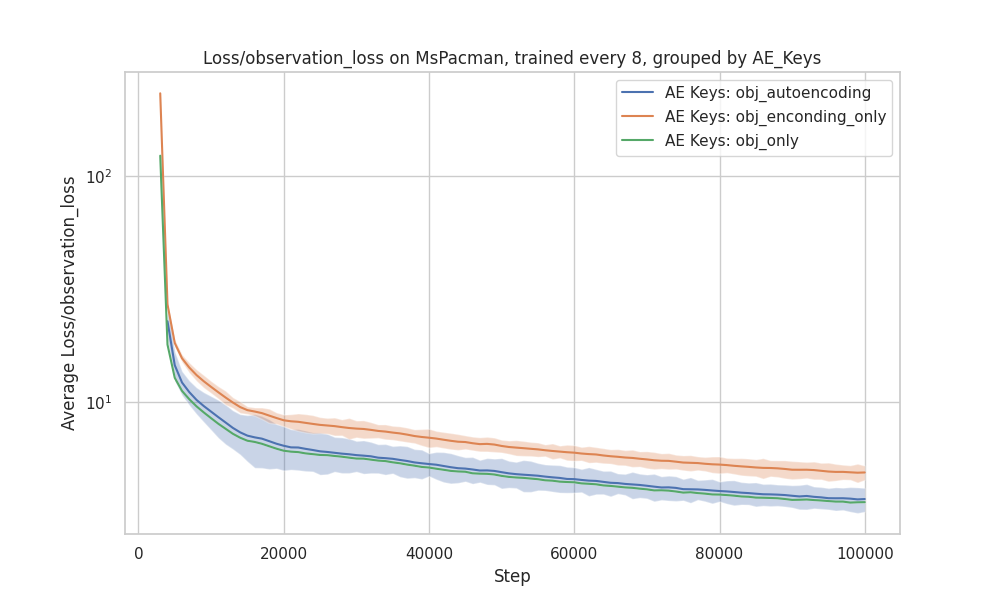 Loss/observation_loss on MsPacman, trained every 8, grouped by AE_Keys
AE Keys: obj_autoencoding
AE Keys: obj_enconding_only
AE Keys: obj_only
Average Loss/observation_loss
10²
10¹
0
20000
40000
60000
80000
100000
Step